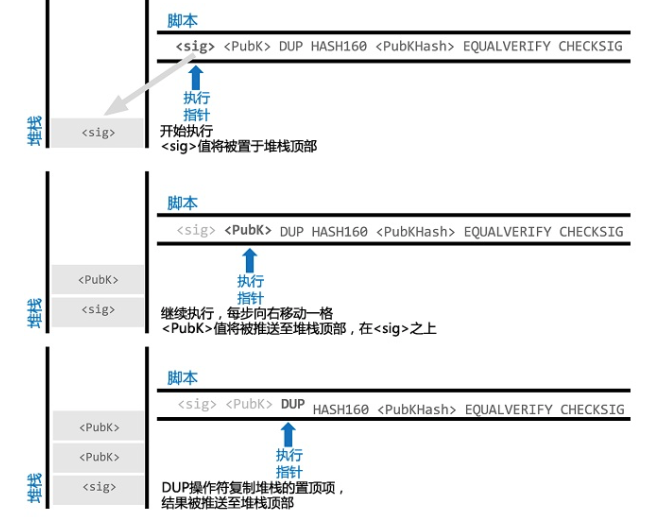 脚本
<sig> <PubK> DUP HASH160 <PubKHash> EQUALVERIFY CHECKSIG
执行
指针
堆栈
<sig>
开始执行
<sig>值将被置于堆栈顶部
脚本
<sig> <PubK> DUP HASH160 <PubKHash> EQUALVERIFY CHECKSIG
执行
指针
堆栈
<PubK>
<sig>
继续执行，每步向右移动一格
<PubK>值将被推送至堆栈顶部，在<sig>之上
脚本
<sig> <PubK> DUP HASH160 <PubKHash> EQUALVERIFY CHECKSIG
执行
指针
堆栈
<PubK>
<PubK>
<sig>
DUP操作符复制堆栈的置顶项，
结果被推送至堆栈顶部